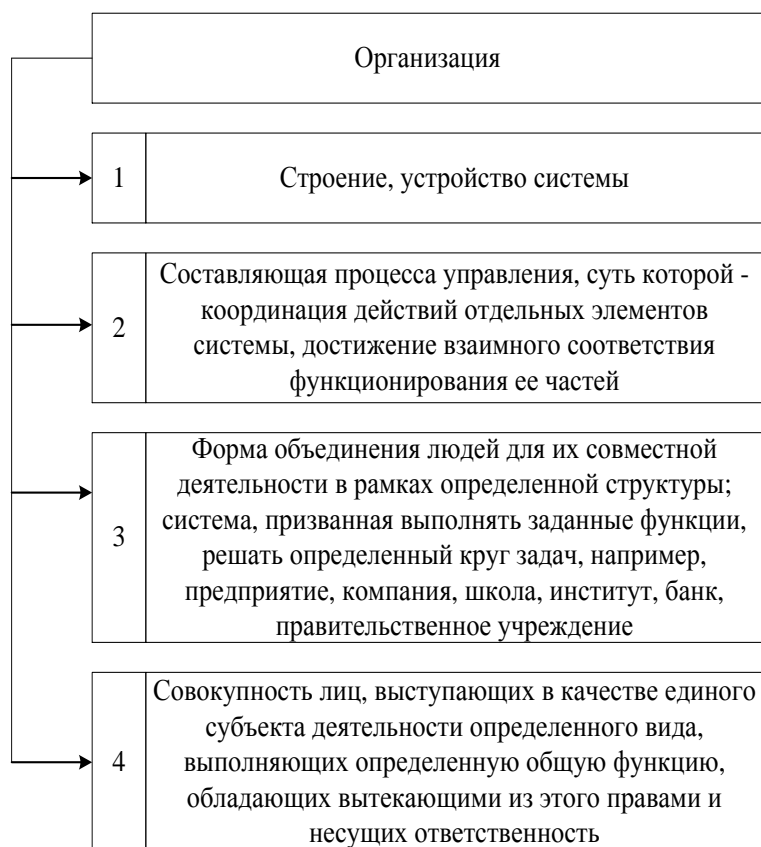 Организация
1
Строение, устройство системы
2
Составляющая процесса управления, суть которой -
координация действий отдельных элементов
системы, достижение взаимного соответствия
функционирования ее частей
3
Форма объединения людей для их совместной
деятельности в рамках определенной структуры;
система, призванная выполнять заданные функции,
решать определенный круг задач, например,
предприятие, компания, школа, институт, банк,
правительственное учреждение
4
Совокупность лиц, выступающих в качестве единого
субъекта деятельности определенного вида,
выполняющих определенную общую функцию,
обладающих вытекающими из этого правами и
несущих ответственность